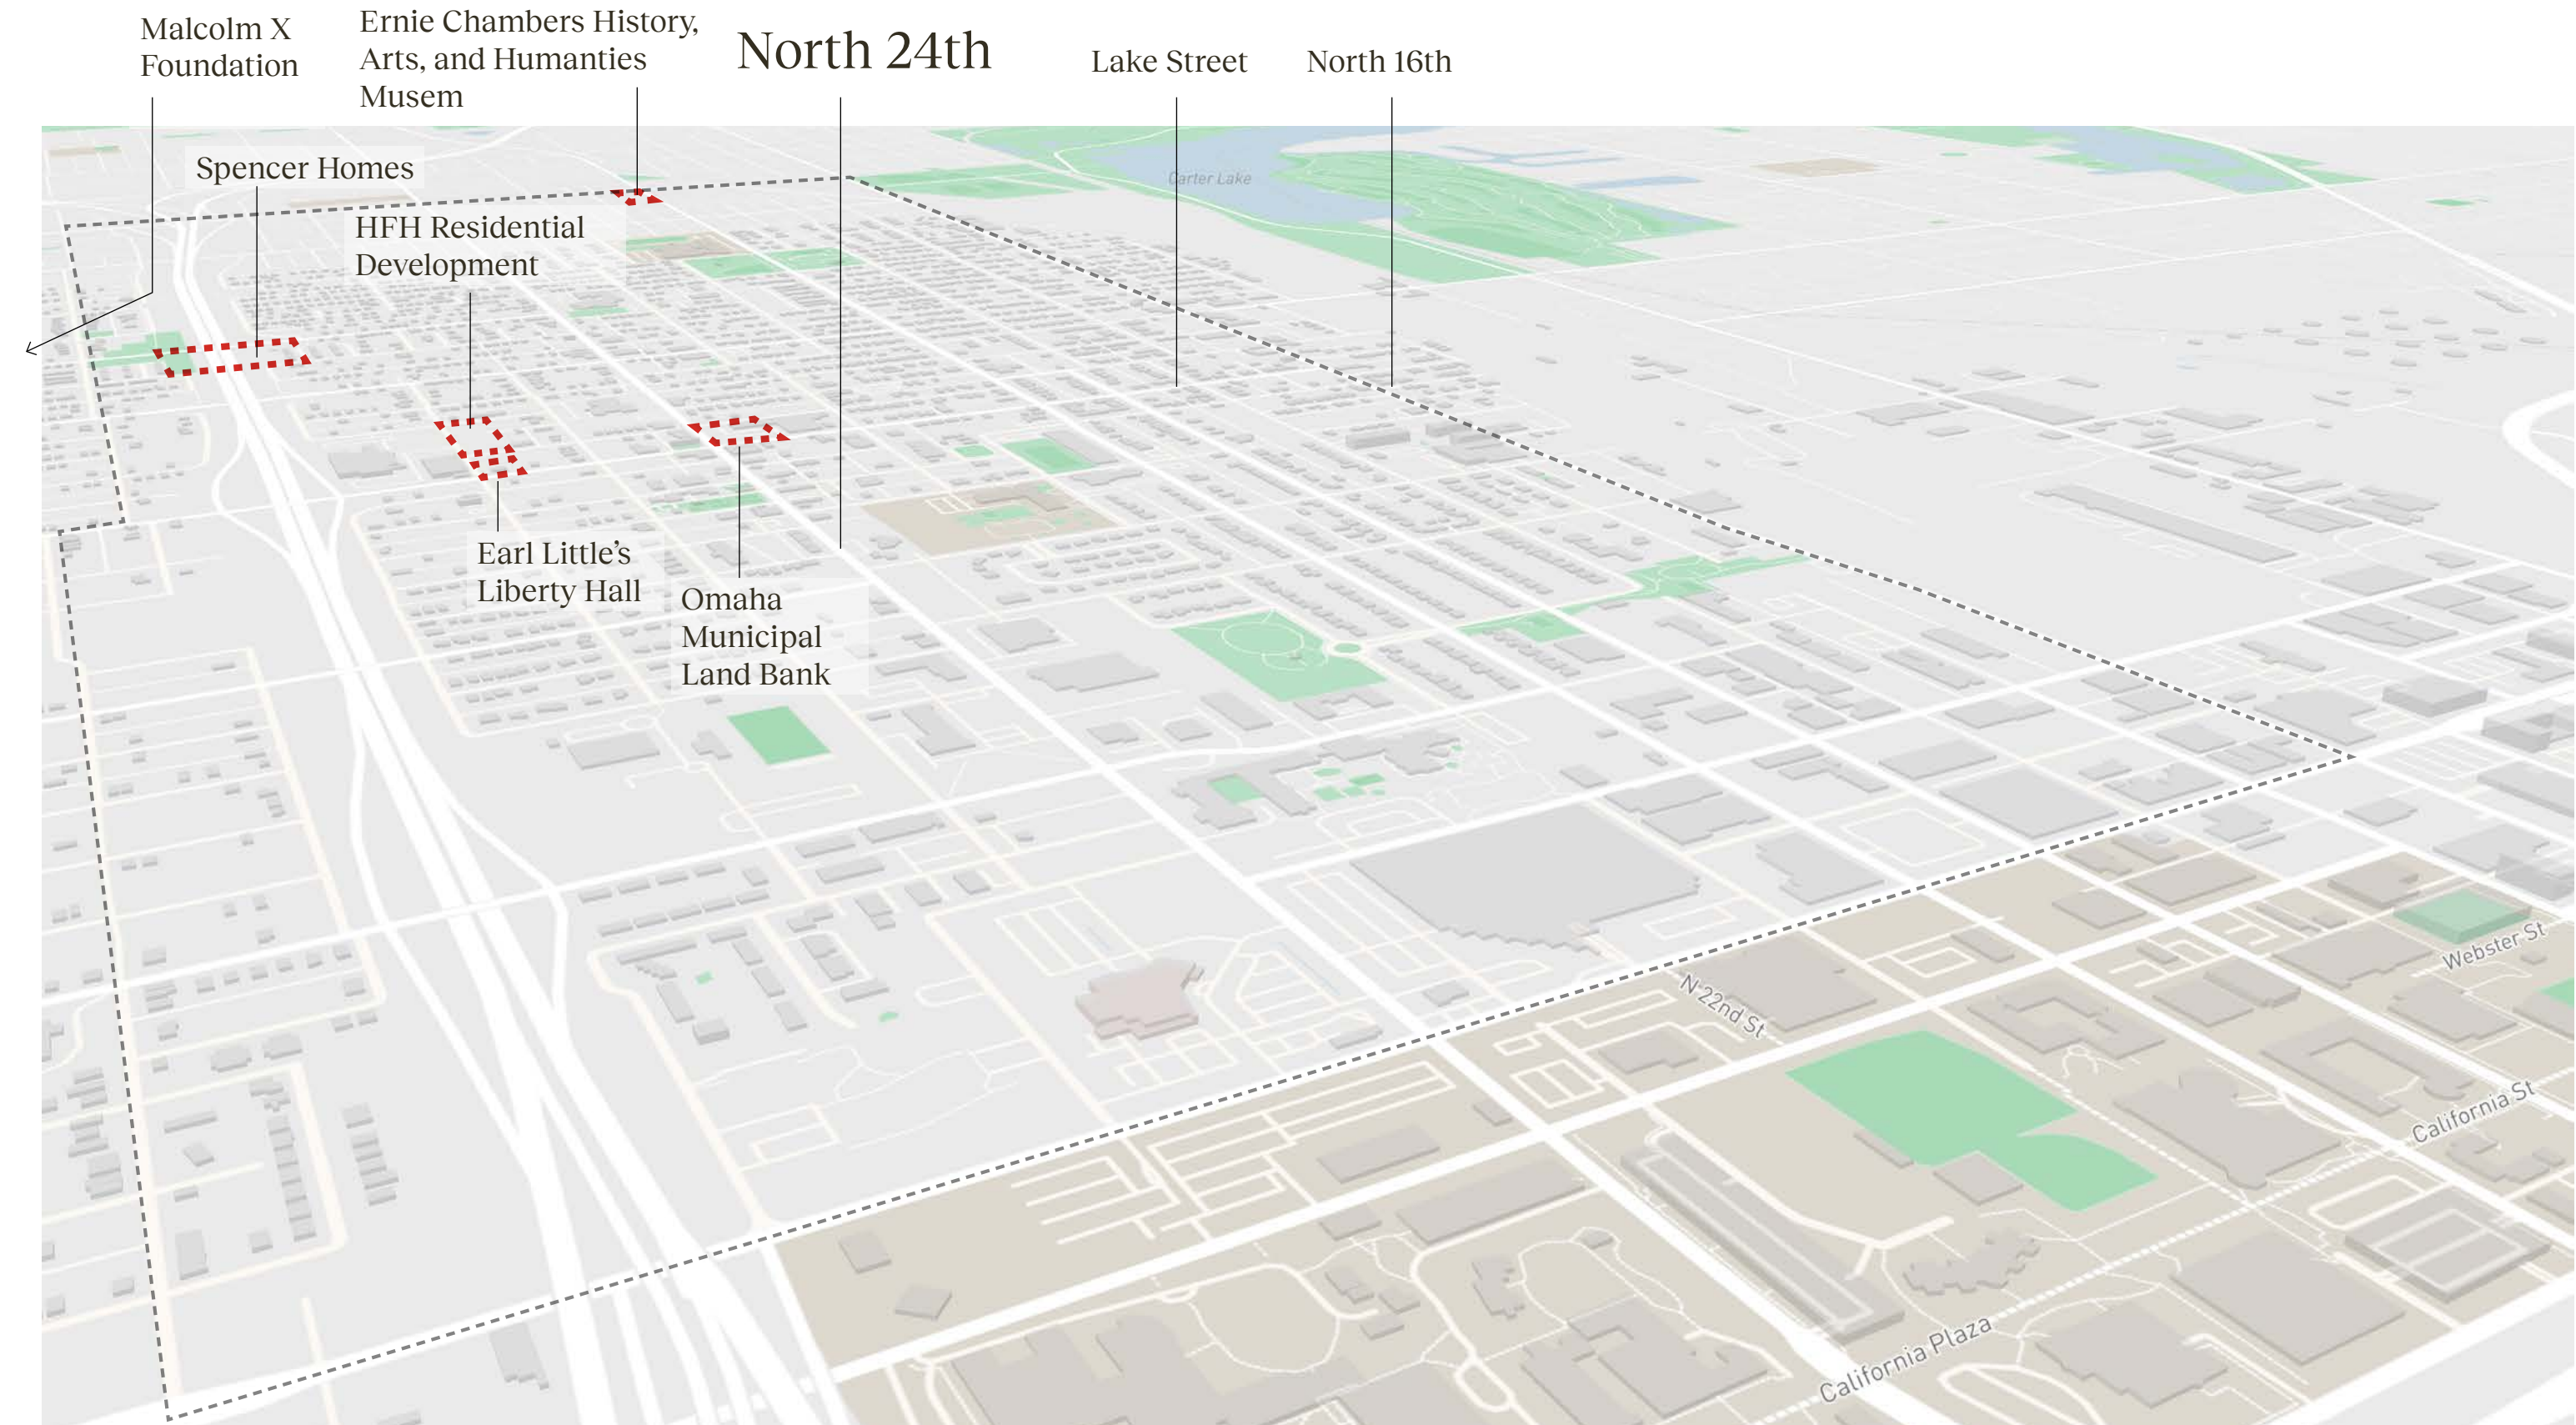 Malcolm X
Foundation
Ernie Chambers History,
Arts, and Humanties
Musem
North 24th
Lake Street
North 16th
Spencer Homes
Carter Lake
HFH Residential
Development
Earl Little's
Liberty Hall
Omaha
Municipal
Land Bank
Webster St
N 22nd St
California St
California Plaza